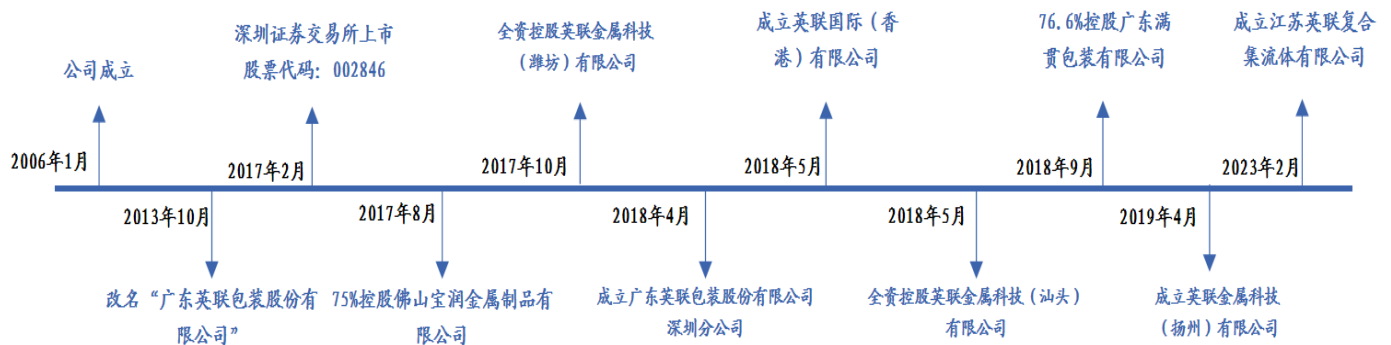 公司成立
深圳证券交易所上市
股票代码：002846
全资控股英联金属科技
（潍坊）有限公司
成立英联国际（香
港）有限公司
76.6%控股广东满
贯包装有限公司
成立江苏英联复合
集流体有限公司
2006年1月
2017年2月
2017年10月
2018年5月
2018年9月
2023年2月
2013年10月
2017年8月
2018年4月
2018年5月
2019年4月
改名“广东英联包装股份有
限公司”
75%控股佛山宝润金属制品有
限公司
成立广东英联包装股份有限公司
深圳分公司
全资控股英联金属科技（汕头）
有限公司
成立英联金属科技
（扬州）有限公司